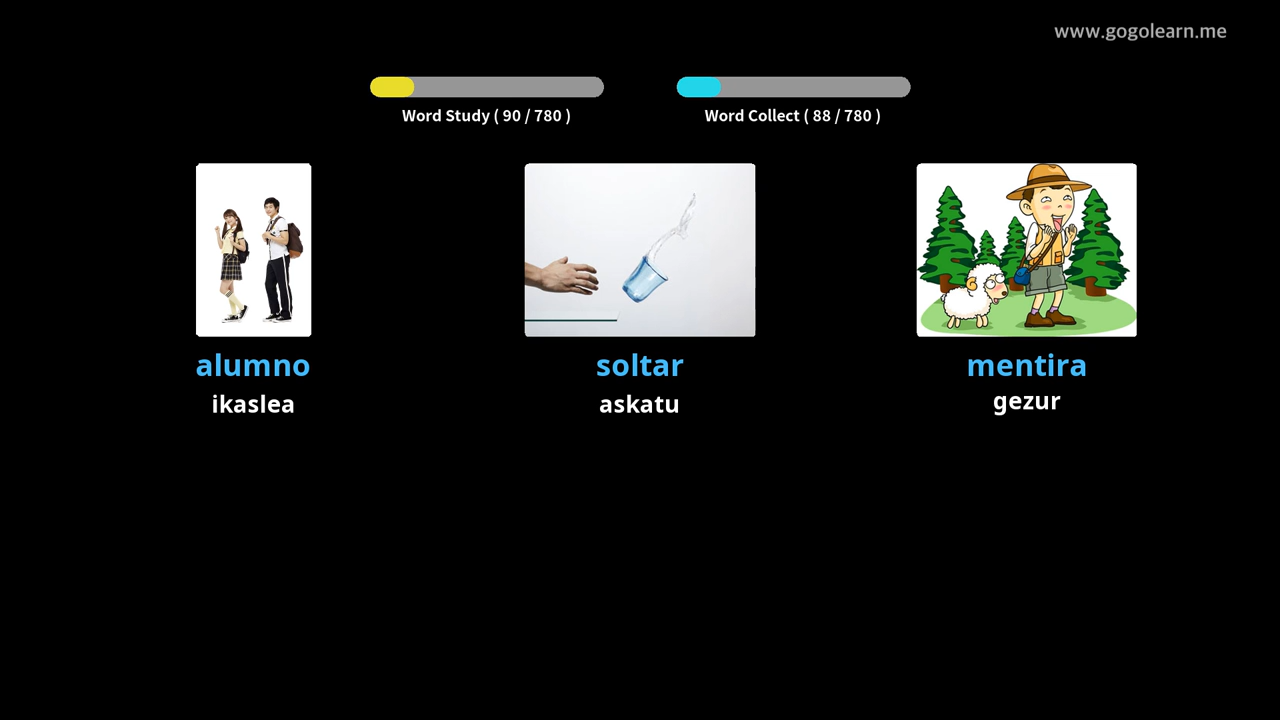 www.gogolearn.me
Word Study ( 90 / 780 )
Word Collect ( 88 / 780 )
alumno
ikaslea
soltar
askatu
mentira
gezur